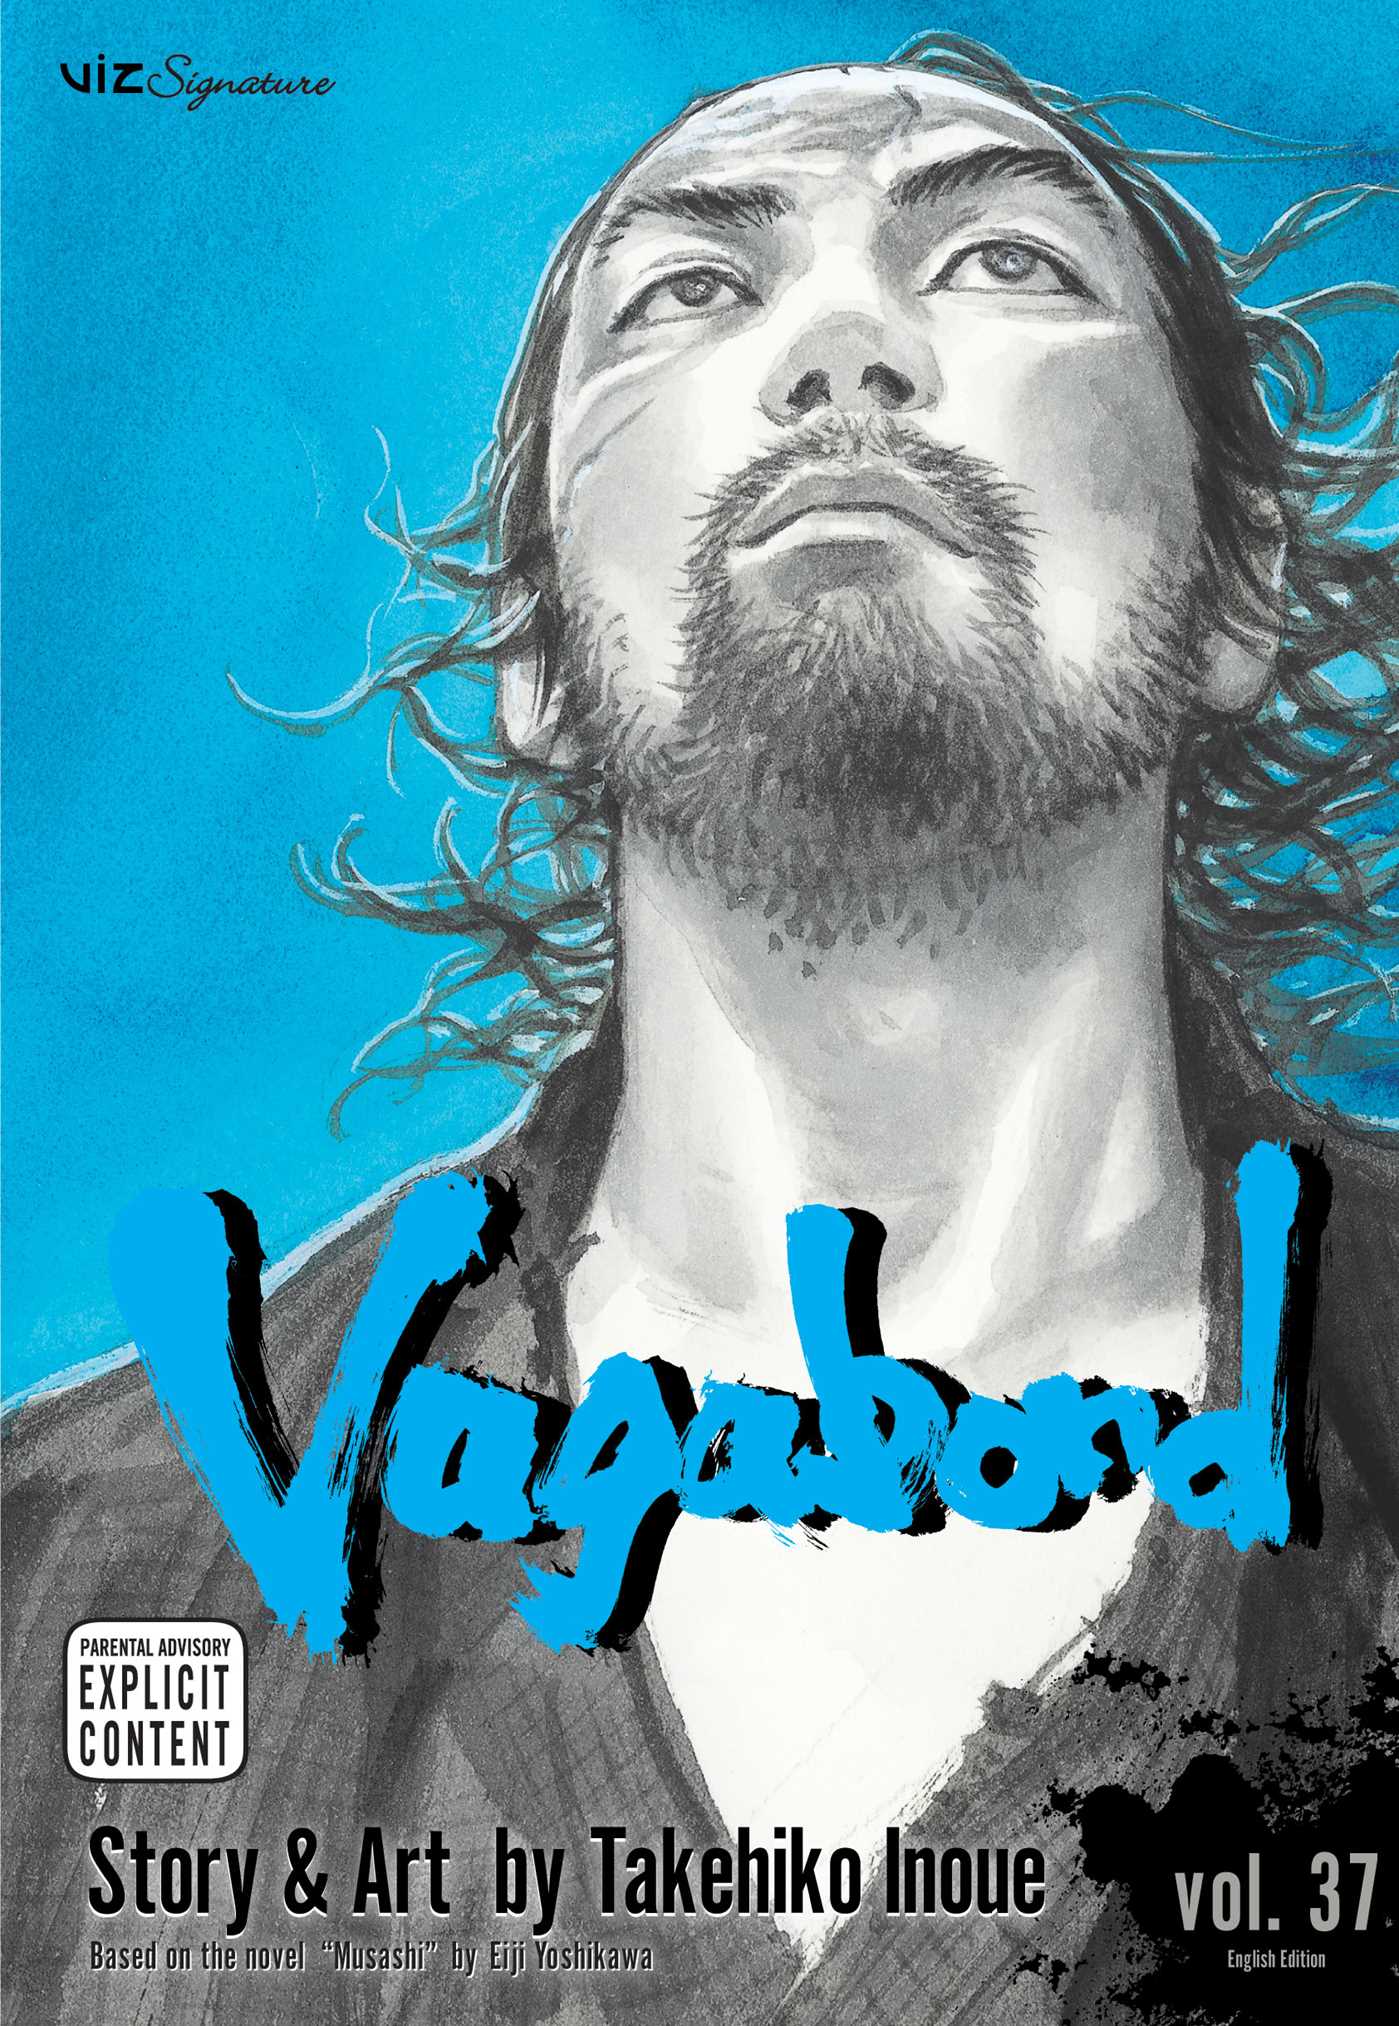 VIZ Signature
Vagabond
PARENTAL ADVISORY
EXPLICIT
CONTENT
Story & Art by Takehiko Inoue
Based on the novel “Musashi” by Eiji Yoshikawa
vol. 37
English Edition